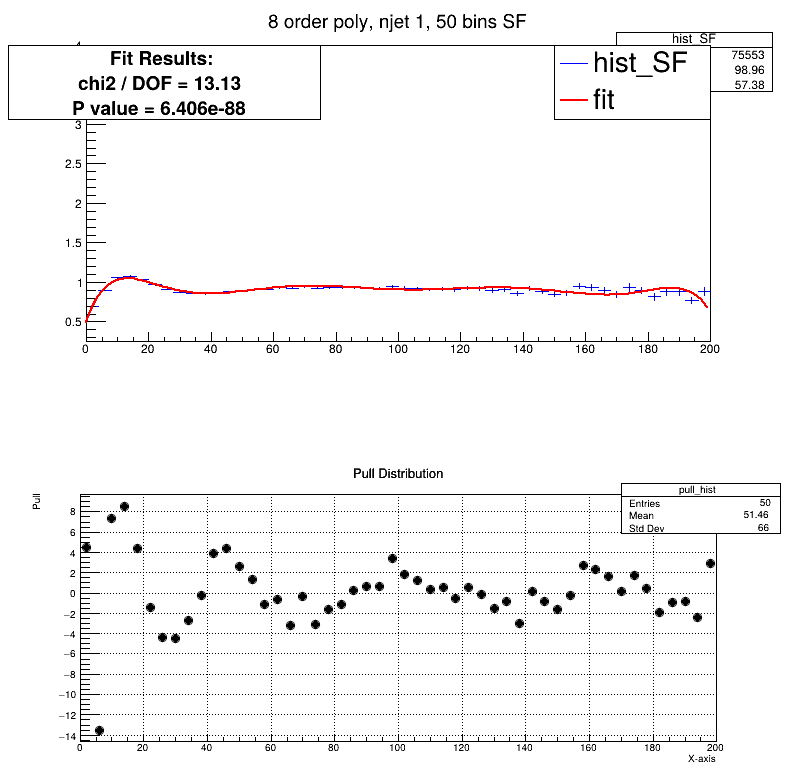 8 order poly, njet 1, 50 bins SF
hist_SF
75553
98.96
57.38
Fit Results:
chi2 / DOF = 13.13
P value = 6.406e-88
hist_SF
fit
3
2.5
2
1.5
1
0.5
0 20 40 60 80 100 120 140 160 180 200
Pull Distribution
pull_hist
Entries 50
Mean 51.46
Std Dev 66
Pull
8
6
4
2
0
−2
−4
−6
−8
−10
−12
−14
0 20 40 60 80 100 120 140 160 180 200
X-axis